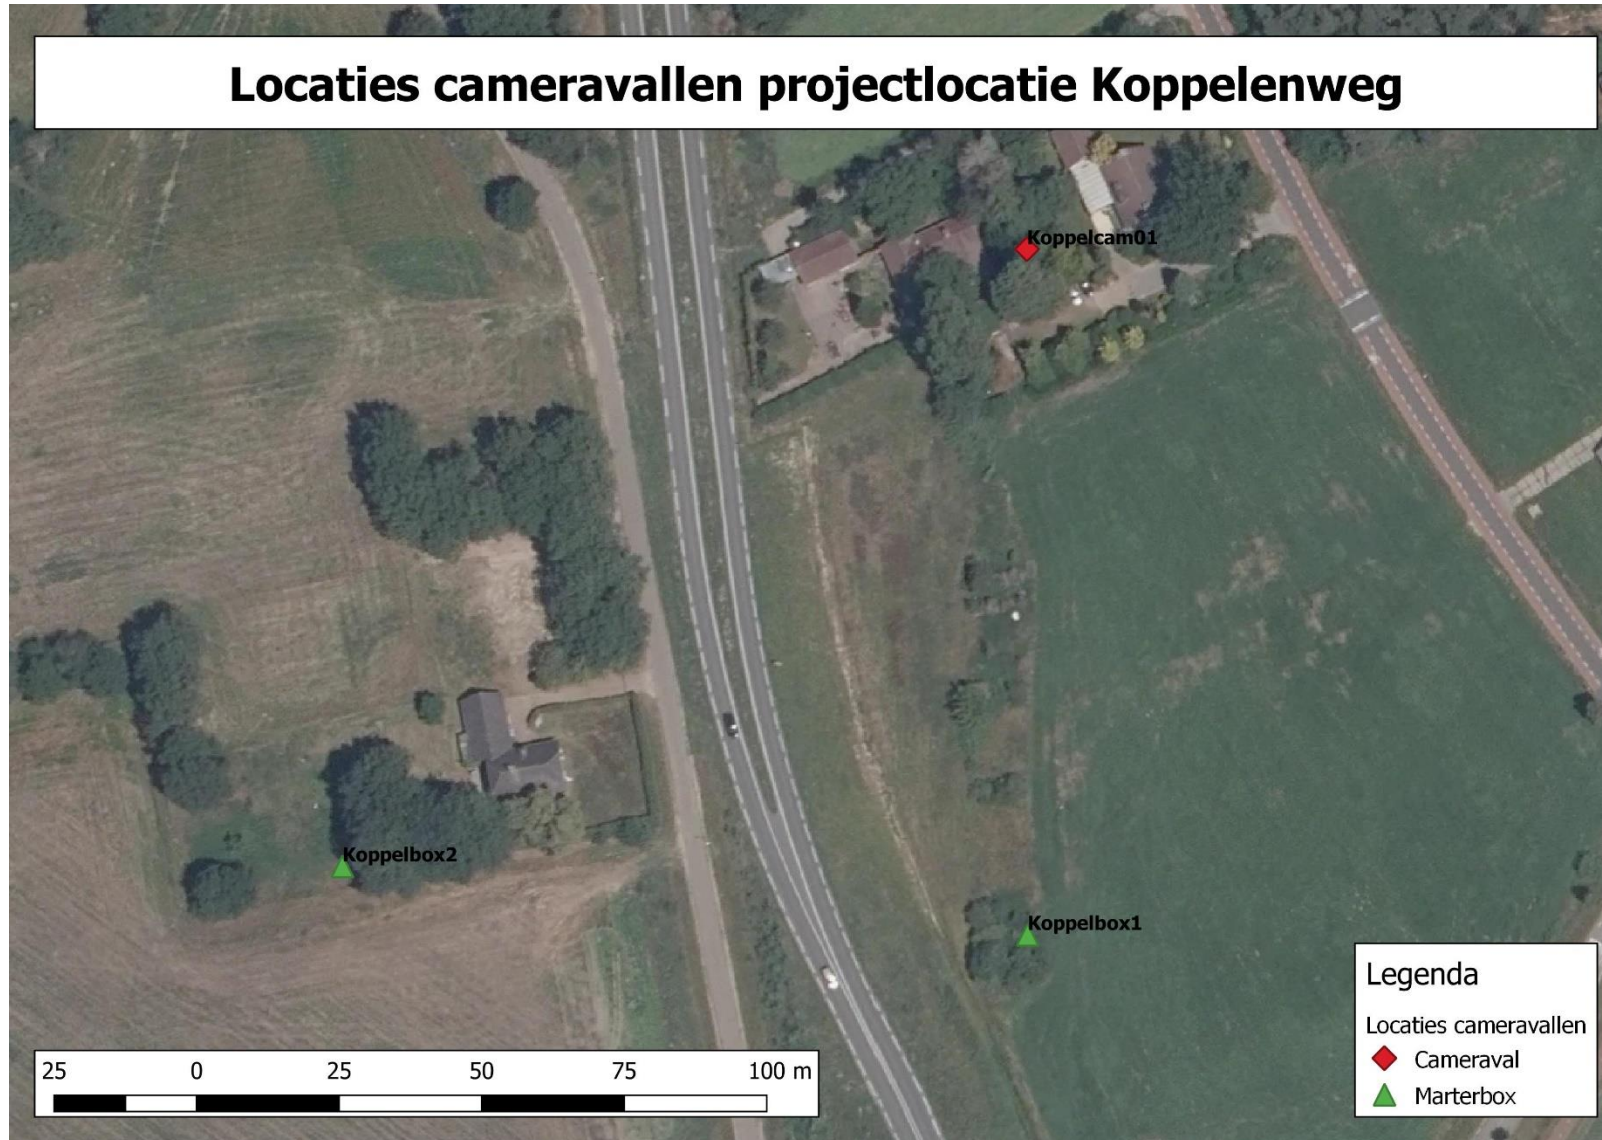 Locaties cameravallen projectlocatie Koppelenweg
Koppelcam01
Koppelbox2
Koppelbox1
Legenda
Locaties cameravallen
Cameraval
Marterbox
25 0 25 50 75 100 m